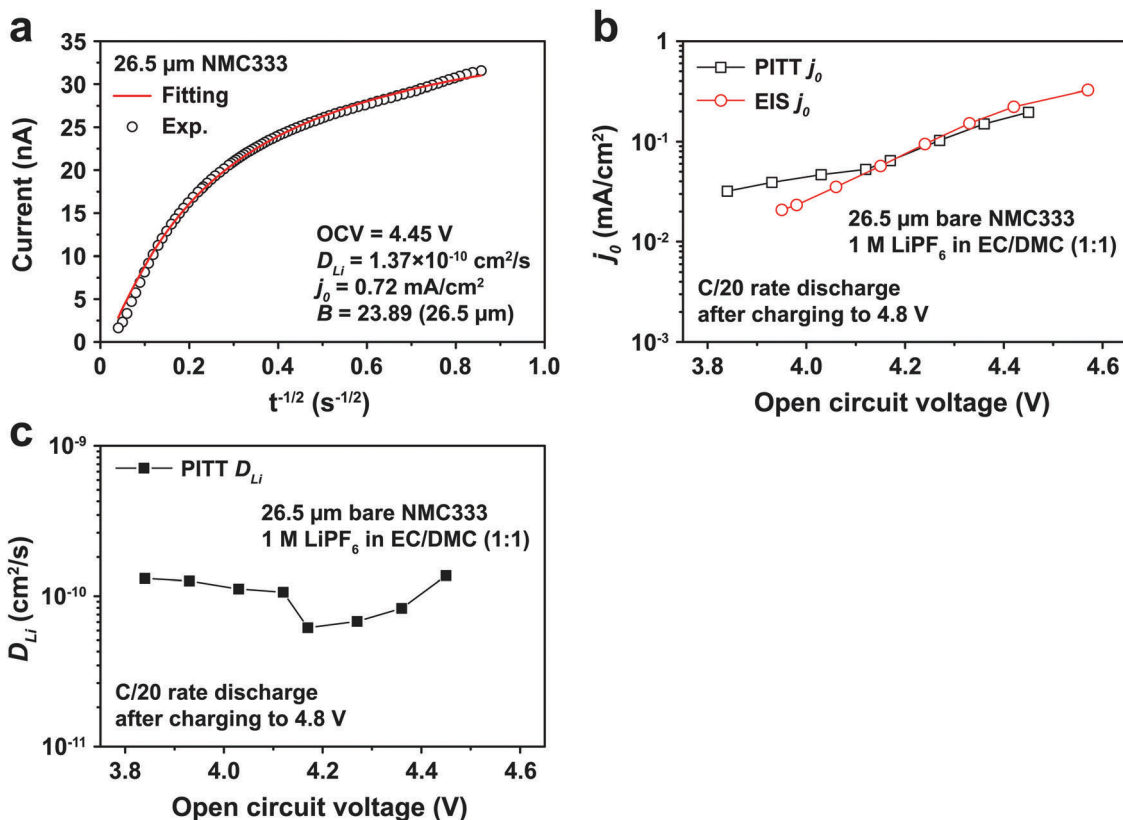 a
35
30
25
20
15
10
5
0
Current (nA)
26.5 µm NMC333
Fitting
Exp.
OCV = 4.45 V
D_Li = 1.37×10⁻¹⁰ cm²/s
j₀ = 0.72 mA/cm²
B = 23.89 (26.5 µm)
0 0.2 0.4 0.6 0.8 1.0
t⁻¹/² (s⁻¹/²)
b
1
10⁻¹
10⁻²
10⁻³
j₀ (mA/cm²)
PITT j₀
EIS j₀
26.5 µm bare NMC333
1 M LiPF₆ in EC/DMC (1:1)
C/20 rate discharge
after charging to 4.8 V
3.8 4.0 4.2 4.4 4.6
Open circuit voltage (V)
c
10⁻⁹
10⁻¹⁰
10⁻¹¹
D_Li (cm²/s)
PITT D_Li
26.5 µm bare NMC333
1 M LiPF₆ in EC/DMC (1:1)
C/20 rate discharge
after charging to 4.8 V
3.8 4.0 4.2 4.4 4.6
Open circuit voltage (V)